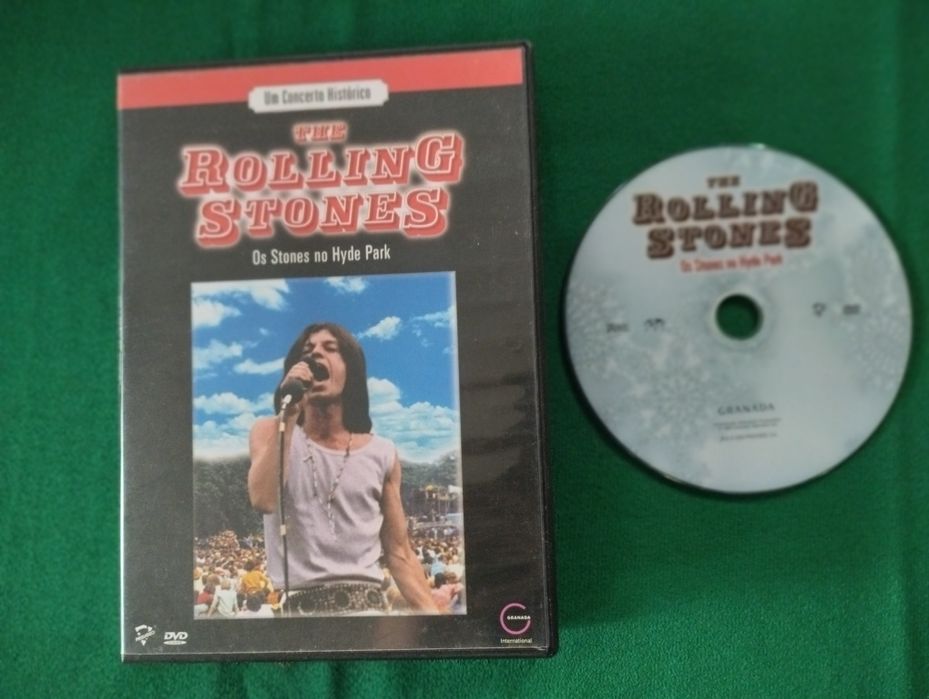 Um Concerto Histórico
THE
ROLLING
STONES
Os Stones no Hyde Park
DVD
GRANADA
International
THE
ROLLING
STONES
Os Stones no Hyde Park
GRANADA